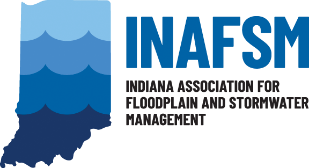 INAFSM
INDIANA ASSOCIATION FOR
FLOODPLAIN AND STORMWATER
MANAGEMENT